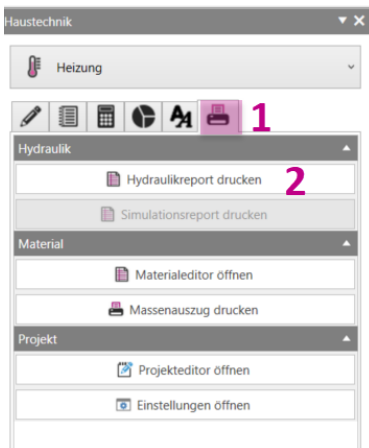 Haustechnik
Heizung
1
Hydraulik
Hydraulikreport drucken
2
Simulationsreport drucken
Material
Materialeditor öffnen
Massenauszug drucken
Projekt
Projekteditor öffnen
Einstellungen öffnen